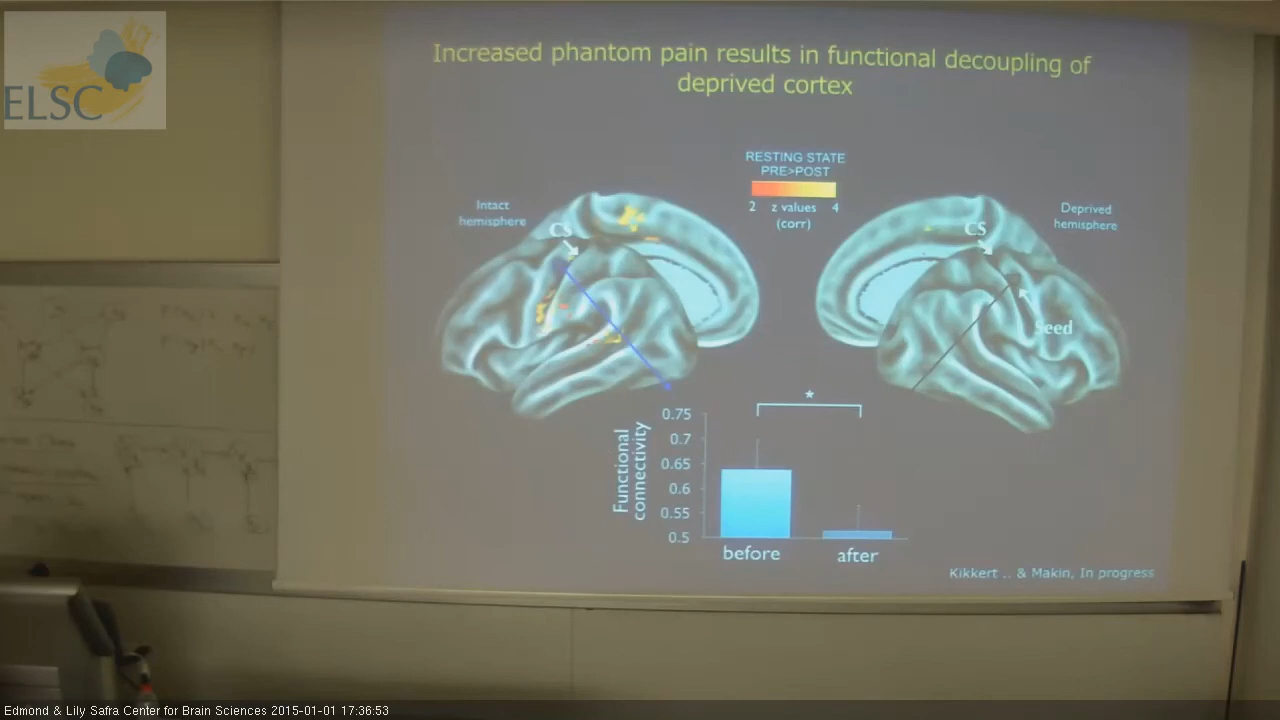 ELSC
Increased phantom pain results in functional decoupling of
deprived cortex
RESTING STATE
PRE>POST
2 z values 4
(corr)
Intact
hemisphere
Deprived
hemisphere
CS
CS
Seed
*
Functional
connectivity
0.75
0.7
0.65
0.6
0.55
0.5
before
after
Kikkert .. & Makin, In progress
Edmond & Lily Safra Center for Brain Sciences 2015-01-01 17:36:53